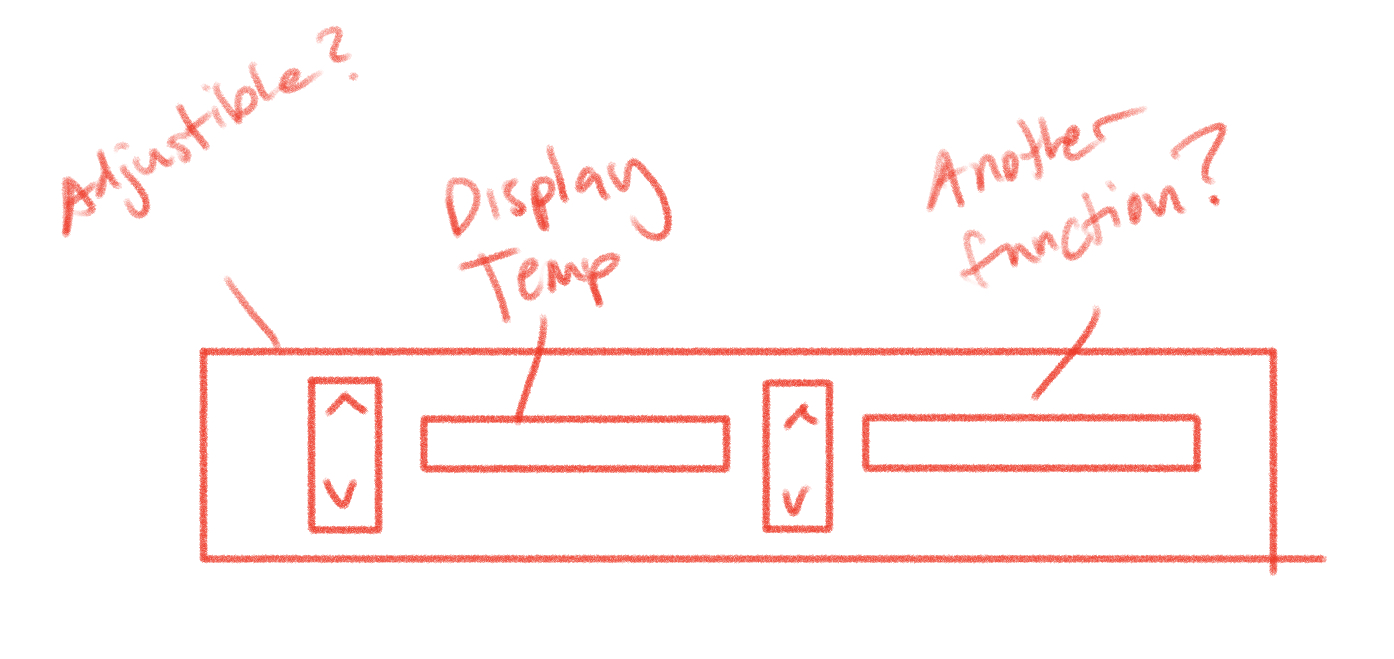 Adjustible?
Display
Temp
Another
function?